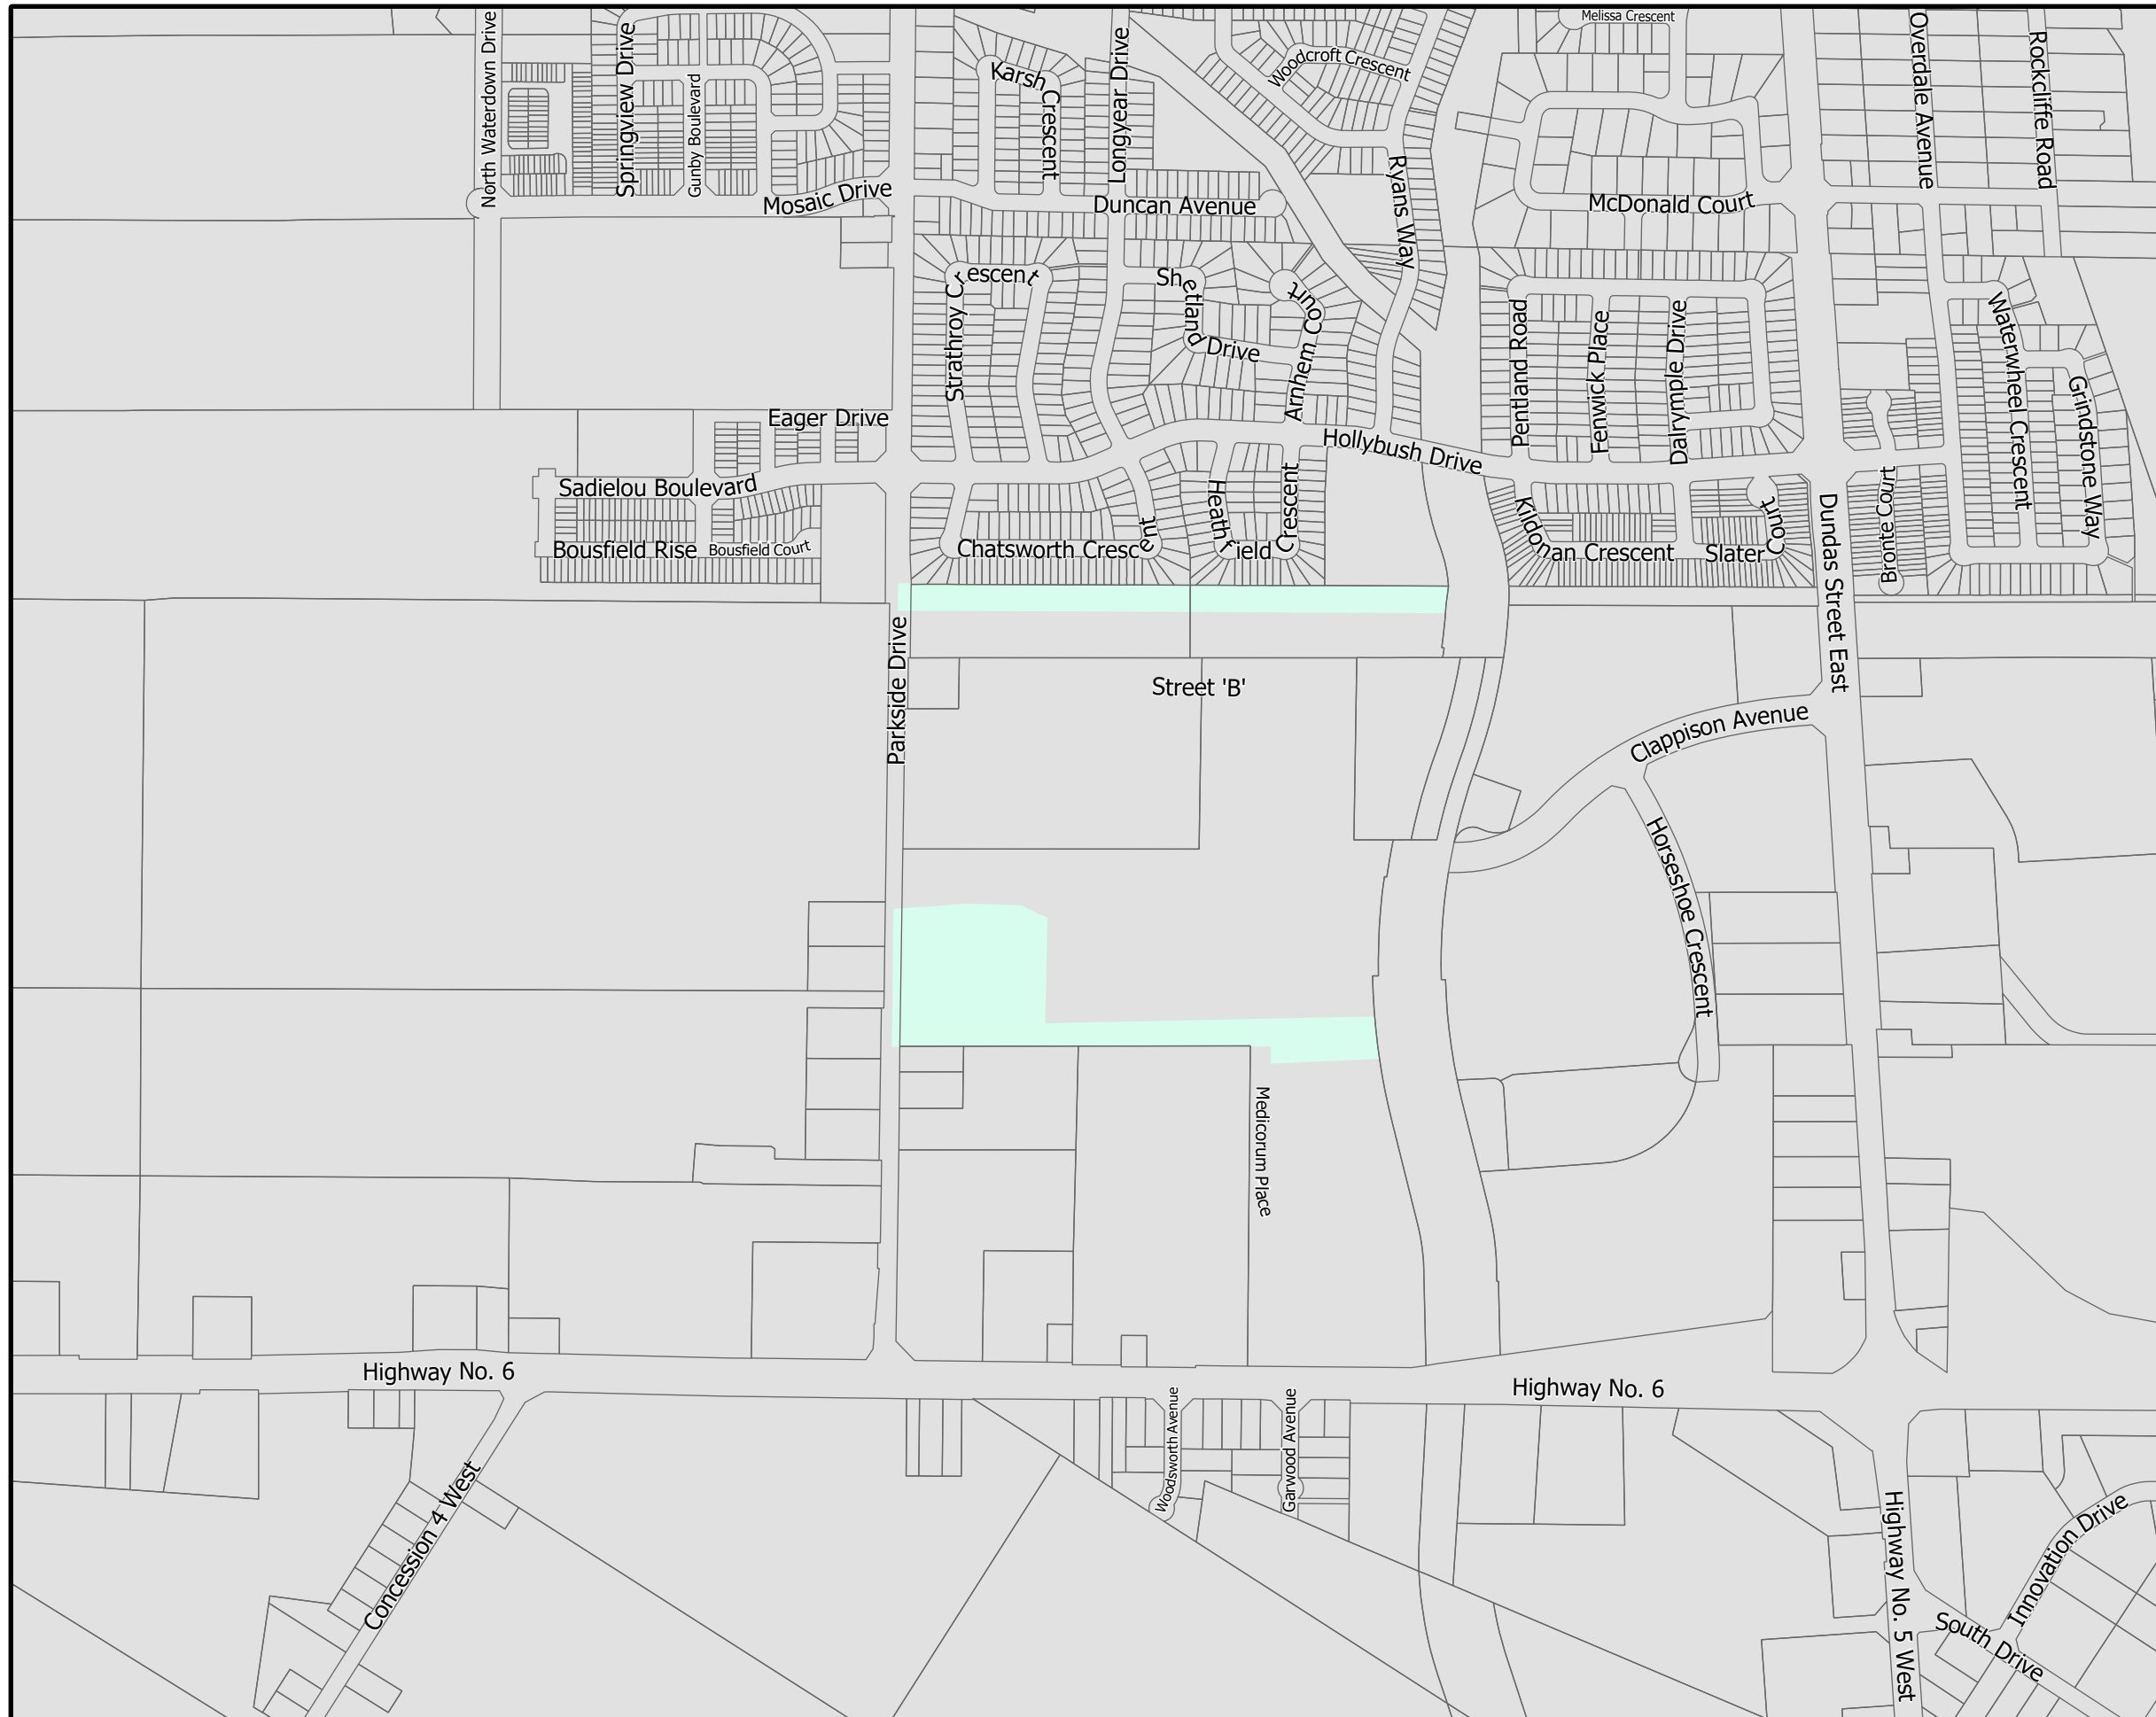 Melissa Crescent
North Waterdown Drive
Springview Drive
Gunby Boulevard
Mosaic Drive
Karsh Crescent
Longyear Drive
Woodcroft Crescent
Ryans Way
Duncan Avenue
McDonald Court
Overdale Avenue
Rockcliffe Road
Strathroy Crescent
Shetland Drive
Arnhem Court
Pentland Road
Fenwick Place
Dalrymple Drive
Waterwheel Crescent
Grindstone Way
Eager Drive
Hollybush Drive
Sadielou Boulevard
Bousfield Rise
Bousfield Court
Chatsworth Crescent
Heathfield Crescent
Kildonan Crescent
Slater Court
Dundas Street East
Bronte Court
Parkside Drive
Street 'B'
Clappison Avenue
Horseshoe Crescent
Medicorum Place
Highway No. 6
Highway No. 6
Woodsworth Avenue
Garwood Avenue
Concession 4 West
Highway No. 5 West
Innovation Drive
South Drive